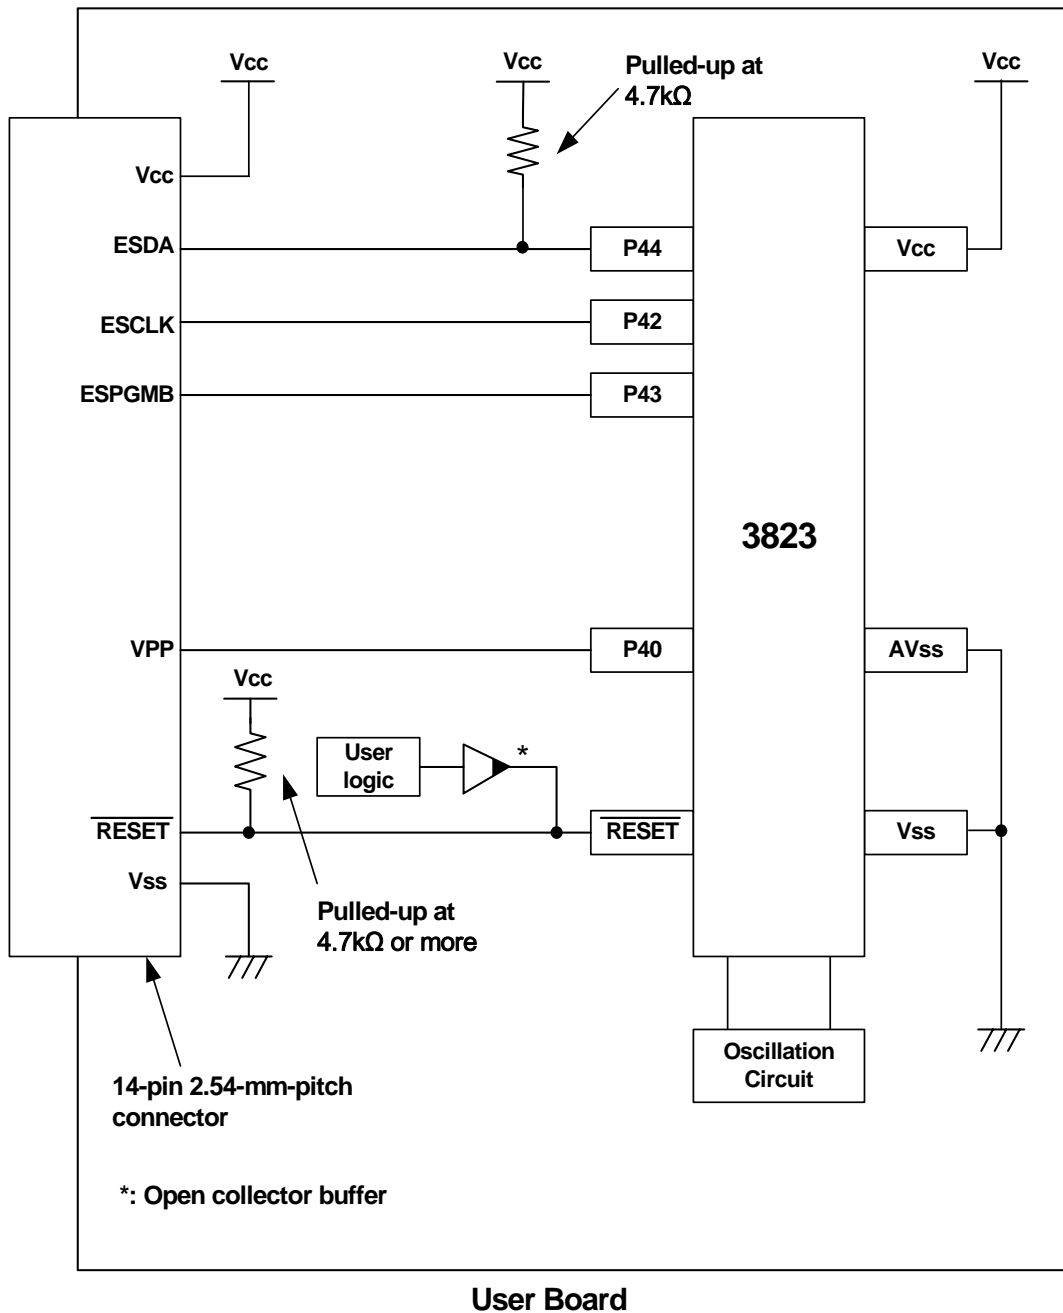 Vcc
Vcc
Pulled-up at
4.7kΩ
Vcc
Vcc
ESDA
P44
Vcc
ESCLK
P42
ESPGMB
P43
3823
VPP
P40
AVss
Vcc
User
logic
*
RESET
RESET
Vss
Vss
Pulled-up at
4.7kΩ or more
Oscillation
Circuit
14-pin 2.54-mm-pitch
connector
*: Open collector buffer
User Board